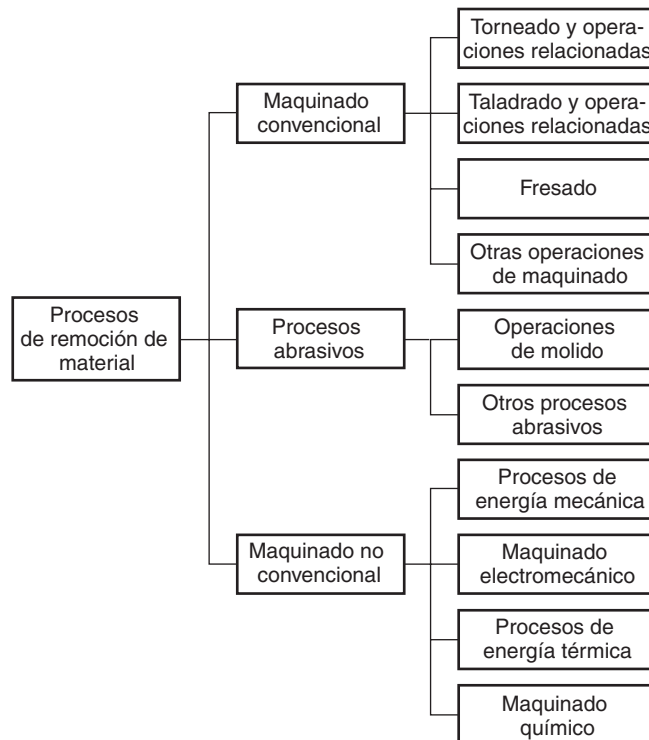 Torneado y opera-
ciones relacionadas
Maquinado
convencional
Taladrado y opera-
ciones relacionadas
Fresado
Otras operaciones
de maquinado
Procesos
de remoción de
material
Procesos
abrasivos
Operaciones
de molido
Otros procesos
abrasivos
Procesos de
energía mecánica
Maquinado no
convencional
Maquinado
electromecánico
Procesos de
energía térmica
Maquinado
químico